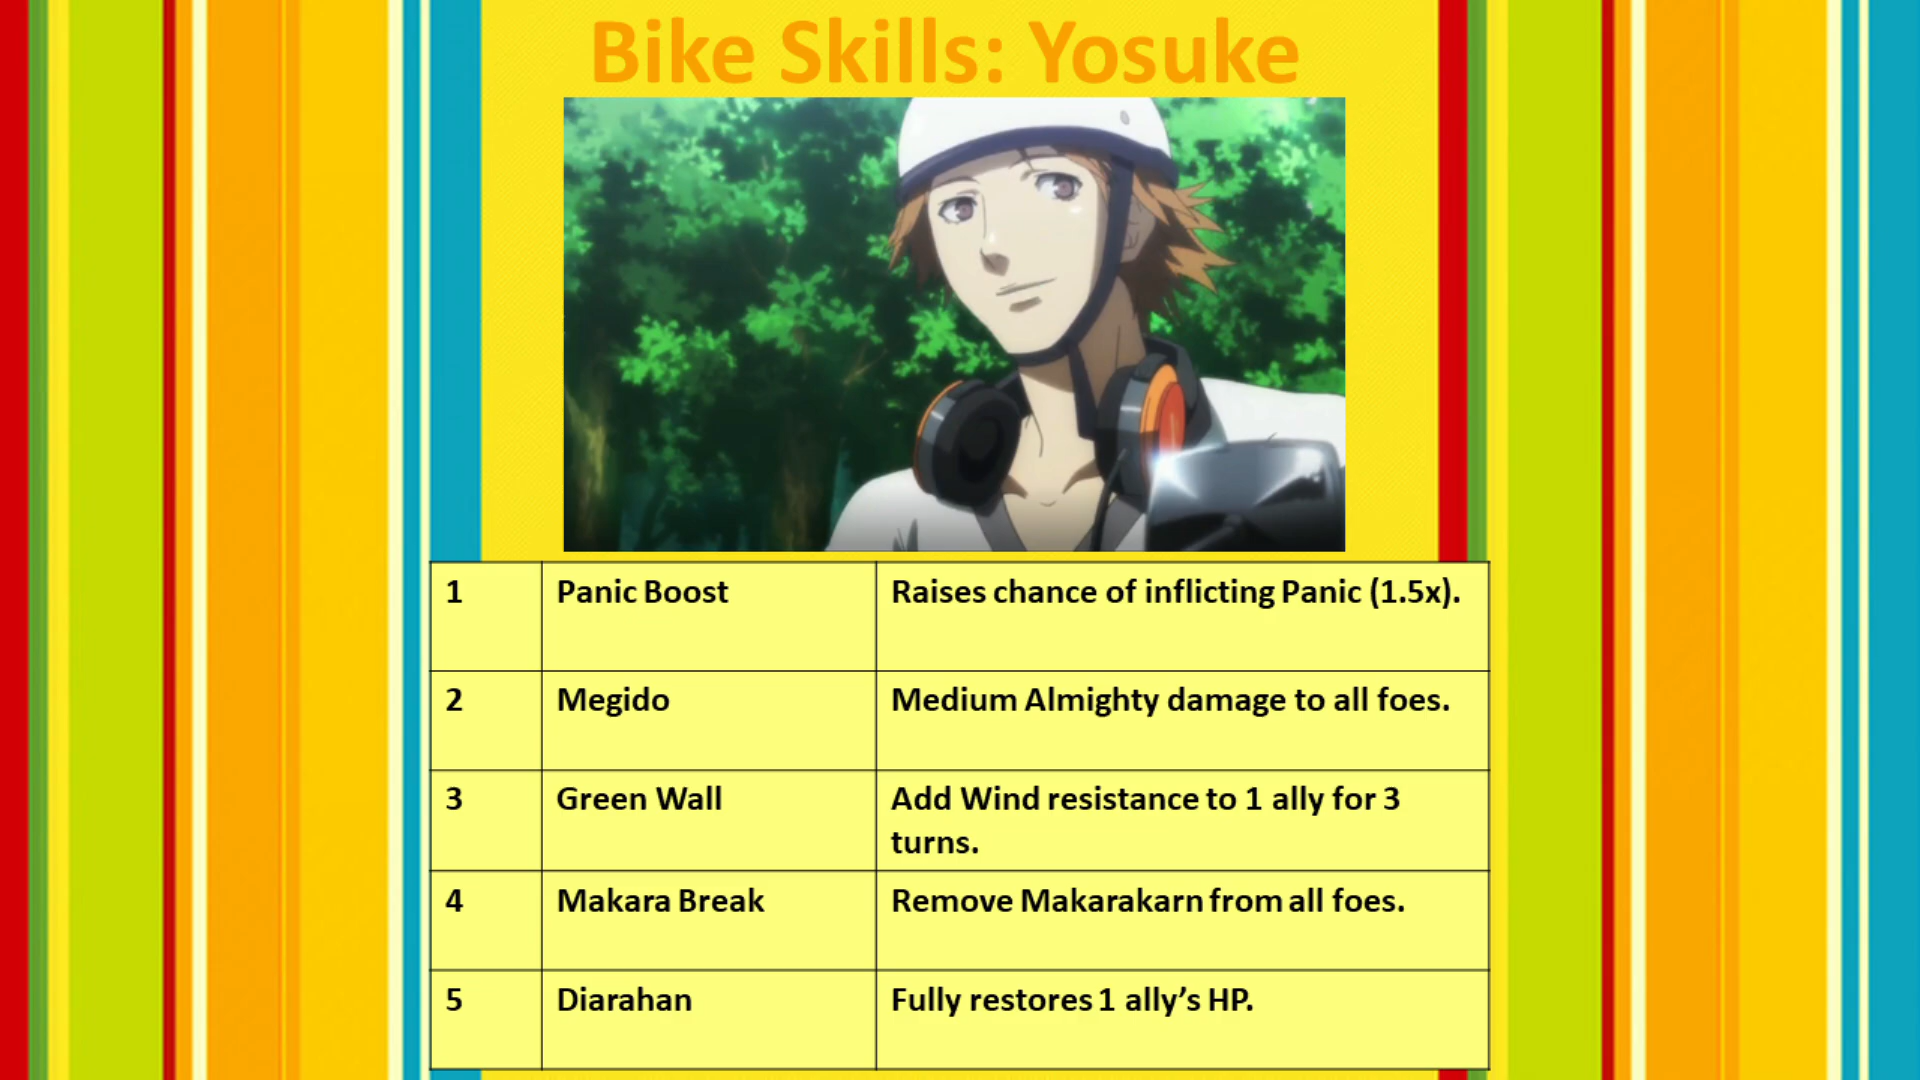 Bike Skills: Yosuke
1 Panic Boost Raises chance of inflicting Panic (1.5x).
2 Megido Medium Almighty damage to all foes.
3 Green Wall Add Wind resistance to 1 ally for 3
turns.
4 Makara Break Remove Makarakarn from all foes.
5 Diarahan Fully restores 1 ally’s HP.